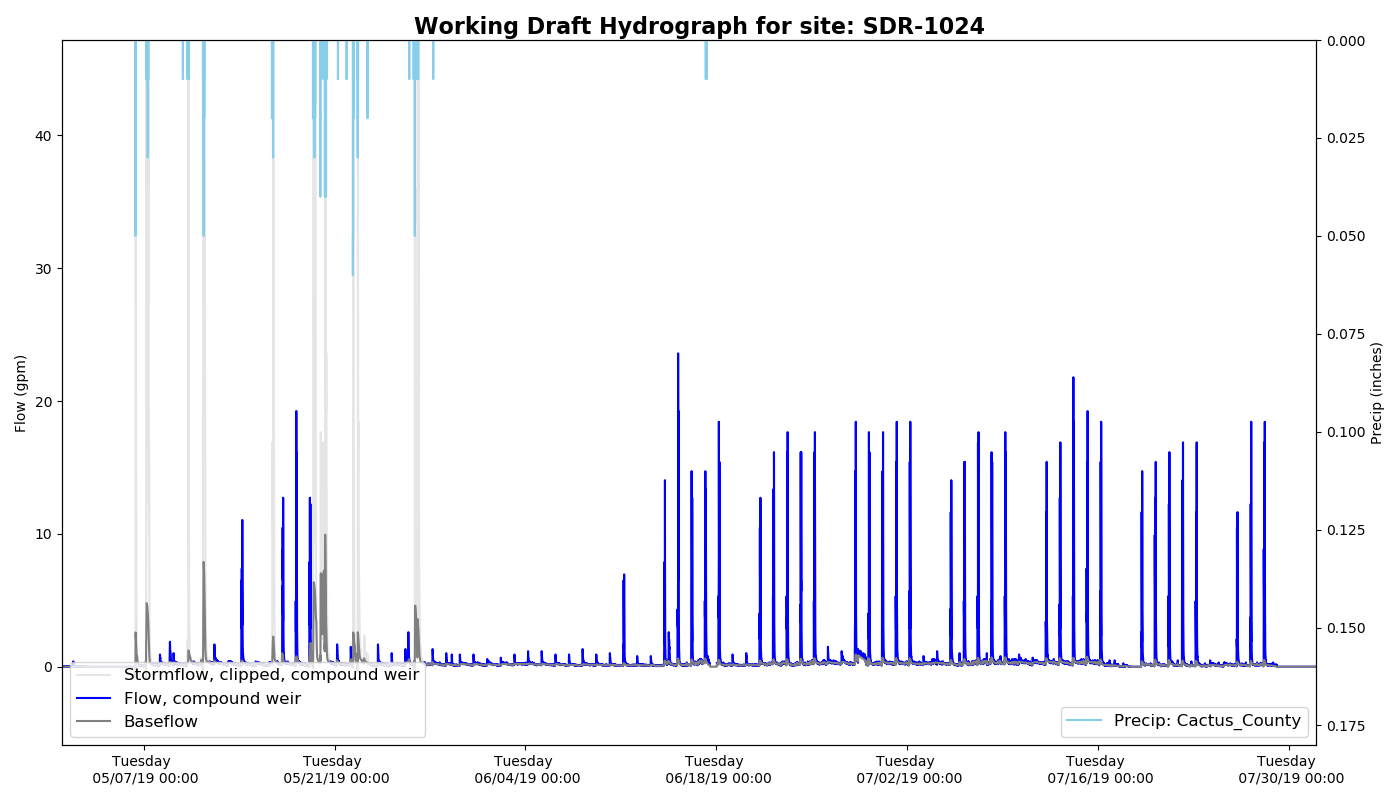 Working Draft Hydrograph for site: SDR-1024
Flow (gpm)
40
30
20
10
0
0.000
0.025
0.050
0.075
0.100
0.125
0.150
0.175
Precip (inches)
Stormflow, clipped, compound weir
Flow, compound weir
Baseflow
Precip: Cactus_County
Tuesday
05/07/19 00:00
Tuesday
05/21/19 00:00
Tuesday
06/04/19 00:00
Tuesday
06/18/19 00:00
Tuesday
07/02/19 00:00
Tuesday
07/16/19 00:00
Tuesday
07/30/19 00:00